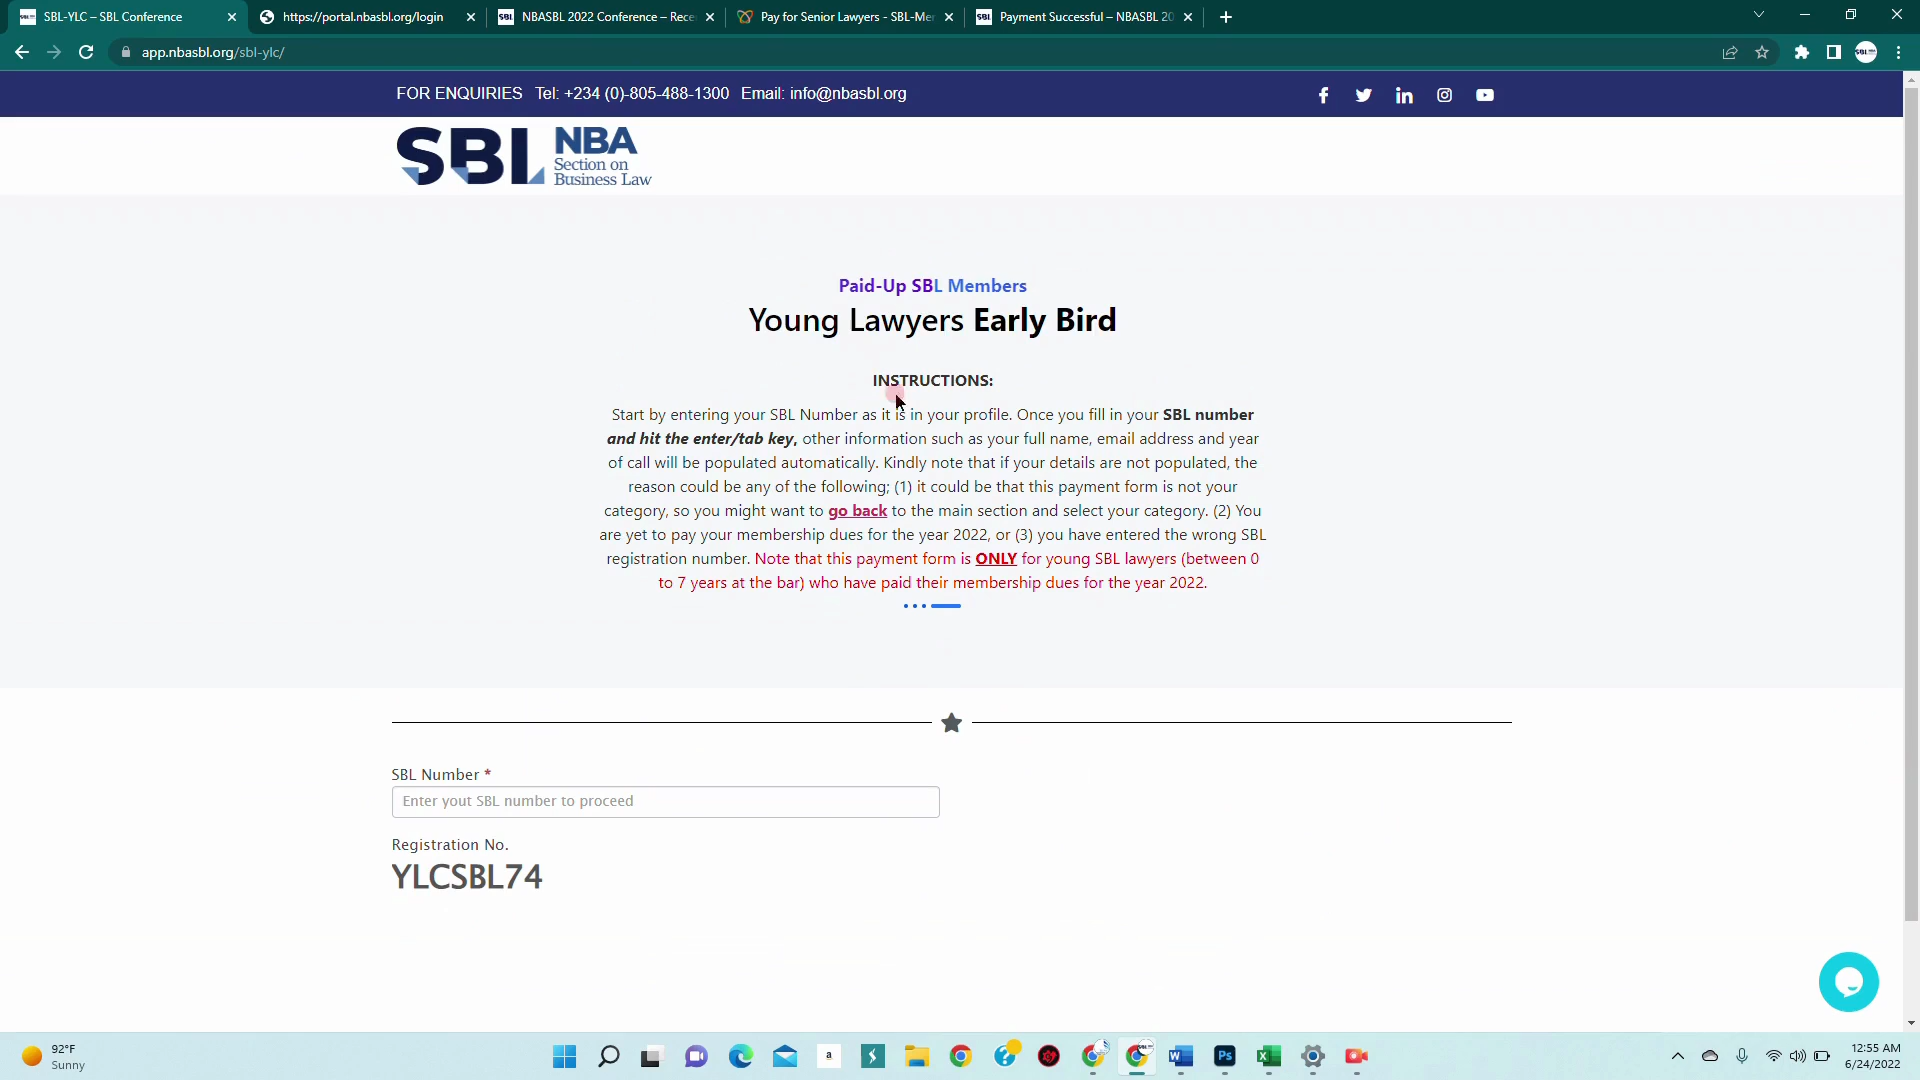 SBL-YLC – SBL Conference
https://portal.nbasbl.org/login
NBASBL 2022 Conference – Rece
Pay for Senior Lawyers - SBL-Mer
Payment Successful – NBASBL 20
app.nbasbl.org/sbl-ylc/
FOR ENQUIRIES Tel: +234 (0)-805-488-1300 Email: info@nbasbl.org
SBL NBA
Section on
Business Law
Paid-Up SBL Members
Young Lawyers Early Bird
INSTRUCTIONS:
Start by entering your SBL Number as it is in your profile. Once you fill in your SBL number
and hit the enter/tab key, other information such as your full name, email address and year
of call will be populated automatically. Kindly note that if your details are not populated, the
reason could be any of the following; (1) it could be that this payment form is not your
category, so you might want to go back to the main section and select your category. (2) You
are yet to pay your membership dues for the year 2022, or (3) you have entered the wrong SBL
registration number. Note that this payment form is ONLY for young SBL lawyers (between 0
to 7 years at the bar) who have paid their membership dues for the year 2022.
SBL Number *
Enter yout SBL number to proceed
Registration No.
YLCSBL74
92°F
Sunny
12:55 AM
6/24/2022